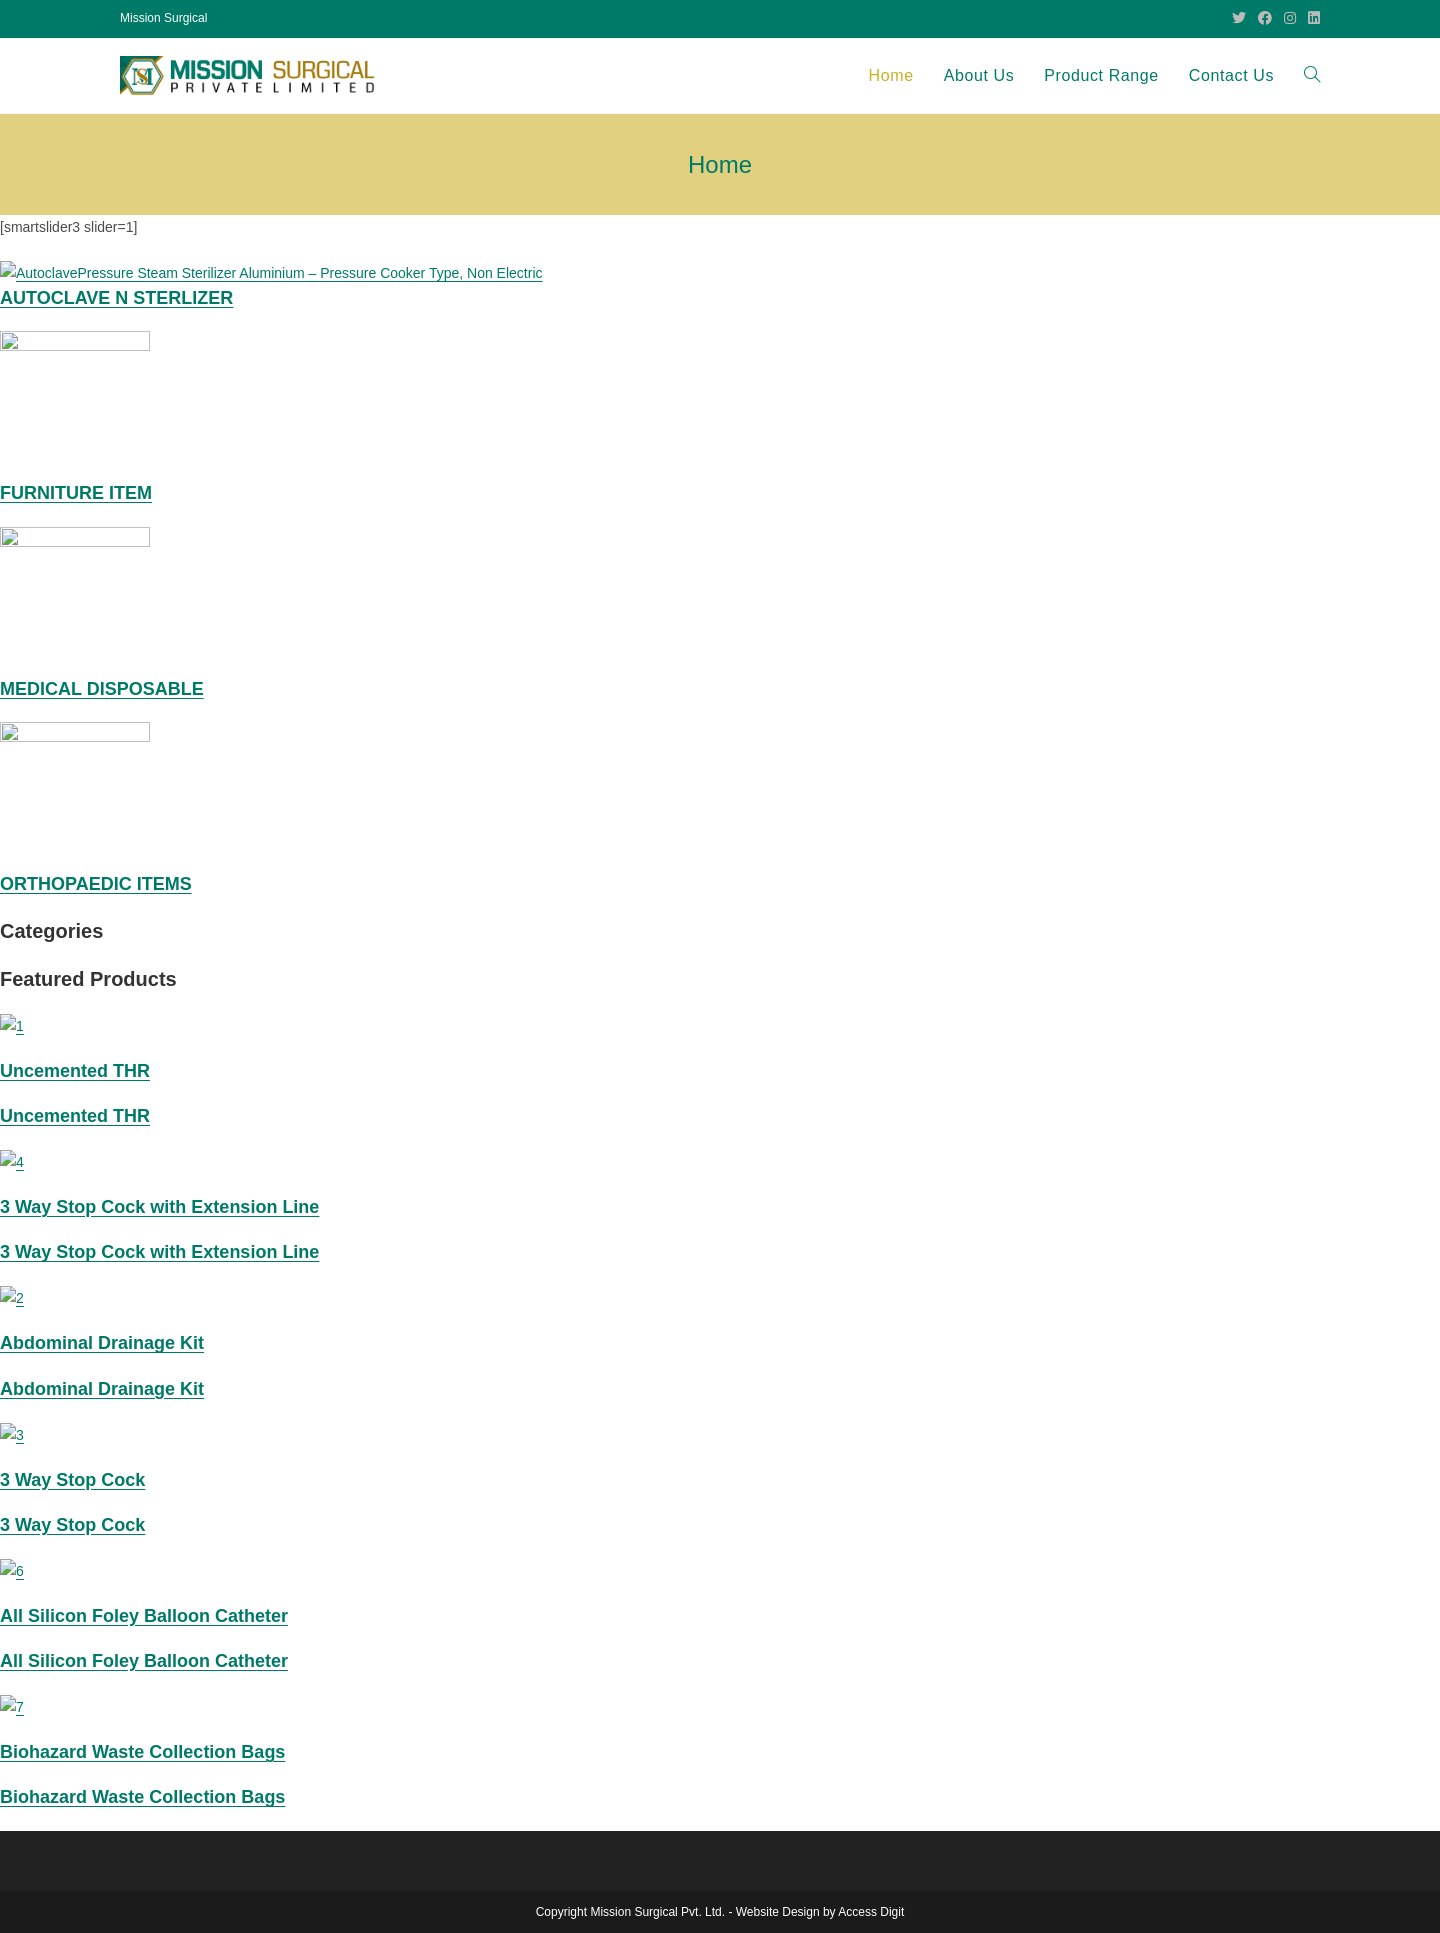 Mission Surgical
MISSION SURGICAL
PRIVATE LIMITED
Home
About Us
Product Range
Contact Us
Home
[smartslider3 slider=1]
AutoclavePressure Steam Sterilizer Aluminium – Pressure Cooker Type, Non Electric
AUTOCLAVE N STERLIZER
FURNITURE ITEM
MEDICAL DISPOSABLE
ORTHOPAEDIC ITEMS
Categories
Featured Products
1
Uncemented THR
Uncemented THR
4
3 Way Stop Cock with Extension Line
3 Way Stop Cock with Extension Line
2
Abdominal Drainage Kit
Abdominal Drainage Kit
3
3 Way Stop Cock
3 Way Stop Cock
6
All Silicon Foley Balloon Catheter
All Silicon Foley Balloon Catheter
7
Biohazard Waste Collection Bags
Biohazard Waste Collection Bags
Copyright Mission Surgical Pvt. Ltd. - Website Design by Access Digit